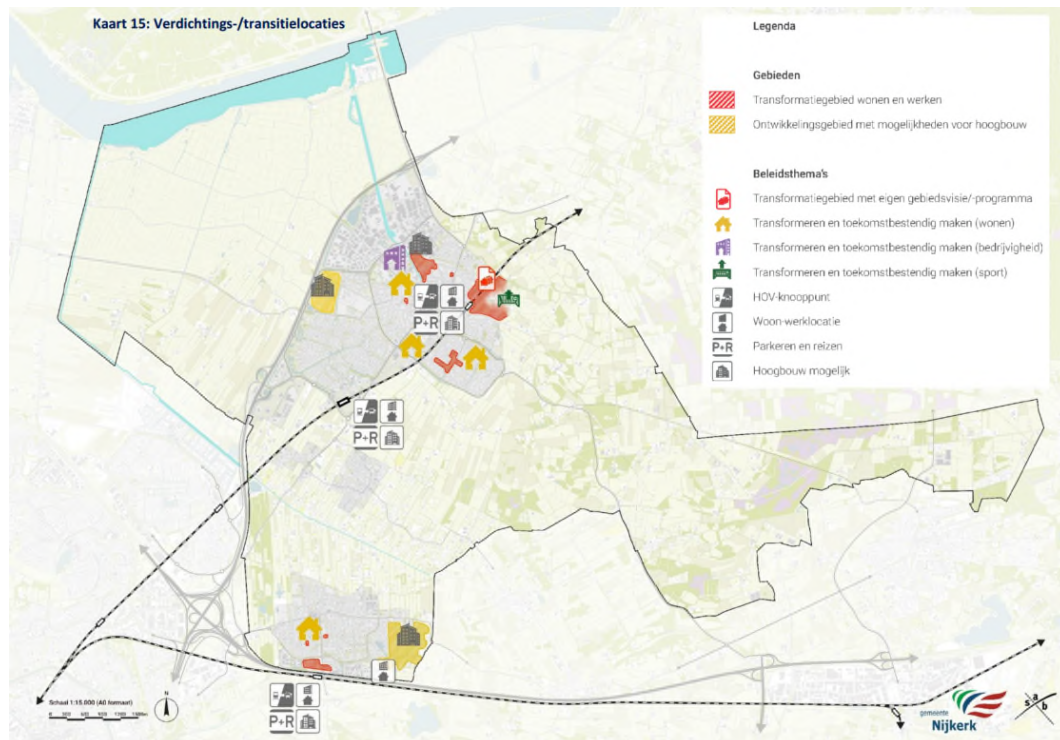 Kaart 15: Verdichtings-/transitielocaties
Legenda
Gebieden
Transformatiegebied wonen en werken
Ontwikkelingsgebied met mogelijkheden voor hoogbouw
Beleidsthema's
Transformatiegebied met eigen gebiedsvisie/-programma
Transformeren en toekomstbestendig maken (wonen)
Transformeren en toekomstbestendig maken (bedrijvigheid)
Transformeren en toekomstbestendig maken (sport)
HOV-knooppunt
Woon-werklocatie
P+R Parkeren en reizen
Hoogbouw mogelijk
P+R
P+R
P+R
Schaal 1:15.000 (A0 formaat)
N
gemeente
Nijkerk
s a b